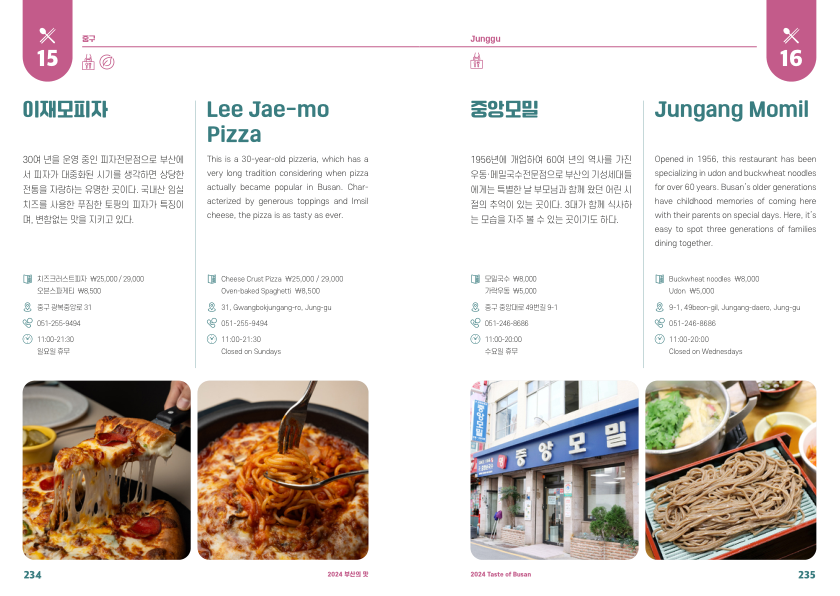 15
중구
이재모피자
30여 년을 운영 중인 피자전문점으로 부산에
서 피자가 대중화된 시기를 생각하면 상당한
전통을 자랑하는 유명한 곳이다. 국내산 임실
치즈를 사용한 푸짐한 토핑의 피자가 특징이
며, 변함없는 맛을 지키고 있다.
치즈크러스트피자 ₩25,000 / 29,000
오븐스파게티 ₩8,500
중구 광복중앙로 31
051-255-9494
11:00-21:30
일요일 휴무
Lee Jae-mo
Pizza
This is a 30-year-old pizzeria, which has a
very long tradition considering when pizza
actually became popular in Busan. Char-
acterized by generous toppings and Imsil
cheese, the pizza is as tasty as ever.
Cheese Crust Pizza ₩25,000 / 29,000
Oven-baked Spaghetti ₩8,500
31, Gwangbokjungang-ro, Jung-gu
051-255-9494
11:00-21:30
Closed on Sundays
234
2024 부산의 맛
Junggu
16
중앙모밀
1956년에 개업하여 60여 년의 역사를 가진
우동·메밀국수전문점으로 부산의 기성세대들
에게는 특별한 날 부모님과 함께 왔던 어린 시
절의 추억이 있는 곳이다. 3대가 함께 식사하
는 모습을 자주 볼 수 있는 곳이기도 하다.
모밀국수 ₩8,000
가락우동 ₩5,000
중구 중앙대로 49번길 9-1
051-246-8686
11:00-20:00
수요일 휴무
Jungang Momil
Opened in 1956, this restaurant has been
specializing in udon and buckwheat noodles
for over 60 years. Busan's older generations
have childhood memories of coming here
with their parents on special days. Here, it's
easy to spot three generations of families
dining together.
Buckwheat noodles ₩8,000
Udon ₩5,000
9-1, 49beon-gil, Jungang-daero, Jung-gu
051-246-8686
11:00-20:00
Closed on Wednesdays
중앙모밀
중앙모밀
2024 Taste of Busan
235